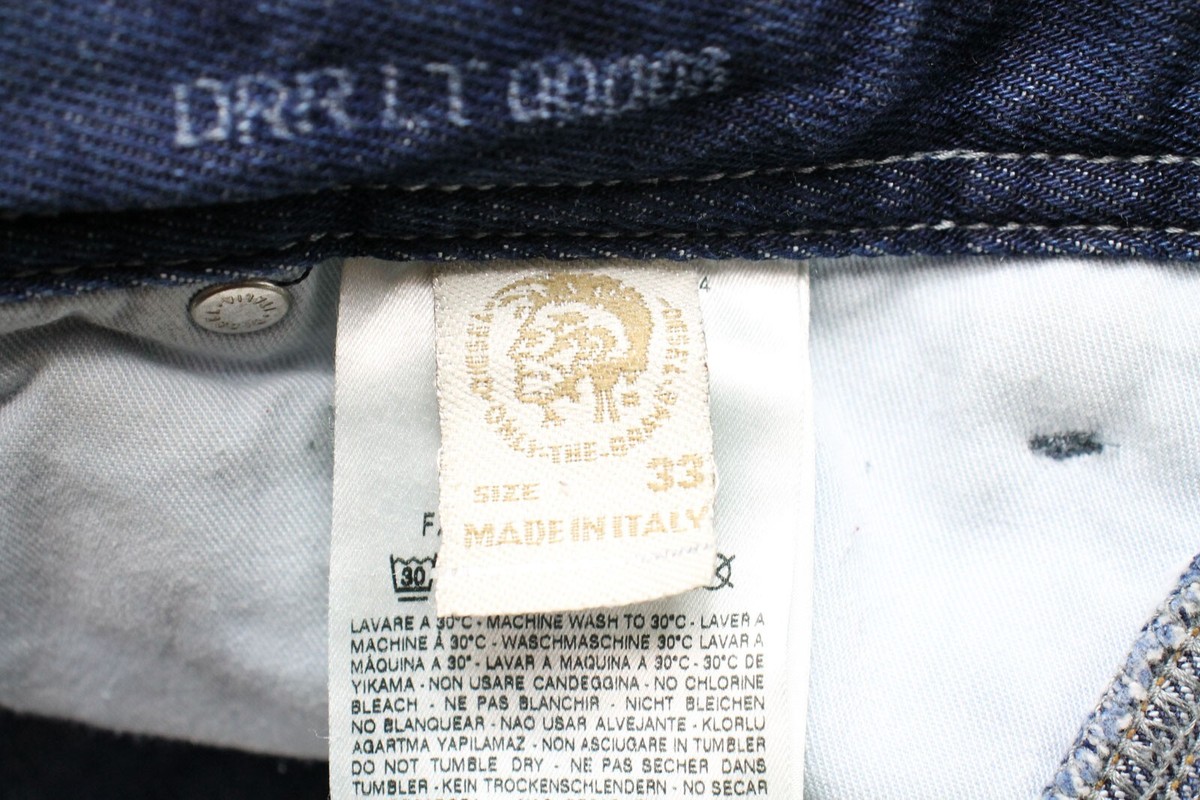 4
DIESEL
ONLY-THE-BRAVE
SIZE 33
MADE IN ITALY
30
LAVARE A 30°C - MACHINE WASH TO 30°C - LAVER A
MACHINE À 30°C - WASCHMASCHINE 30°C LAVAR A
MÁQUINA A 30° - LAVAR A MAQUINA A 30°C - 30°C DE
YIKAMA - NON USARE CANDEGGINA - NO CHLORINE
BLEACH - NE PAS BLANCHIR - NICHT BLEICHEN
NO BLANQUEAR - NAO USAR ALVEJANTE - KLORLU
AGARTMA YAPILAMAZ - NON ASCIUGARE IN TUMBLER
DO NOT TUMBLE DRY - NE PAS SECHER DANS
TUMBLER - KEIN TROCKENSCHLENDERN - NO SECAR